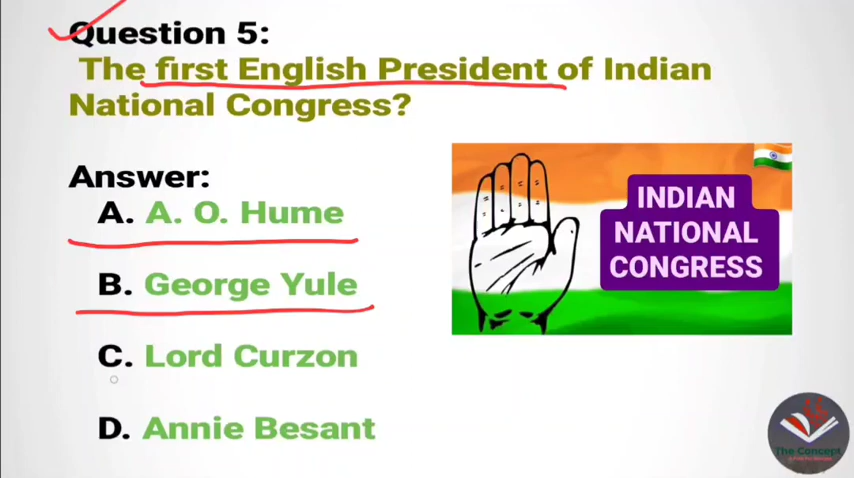 Question 5:
The first English President of Indian
National Congress?
Answer:
A. A. O. Hume
B. George Yule
C. Lord Curzon
D. Annie Besant
INDIAN
NATIONAL
CONGRESS
The Concept